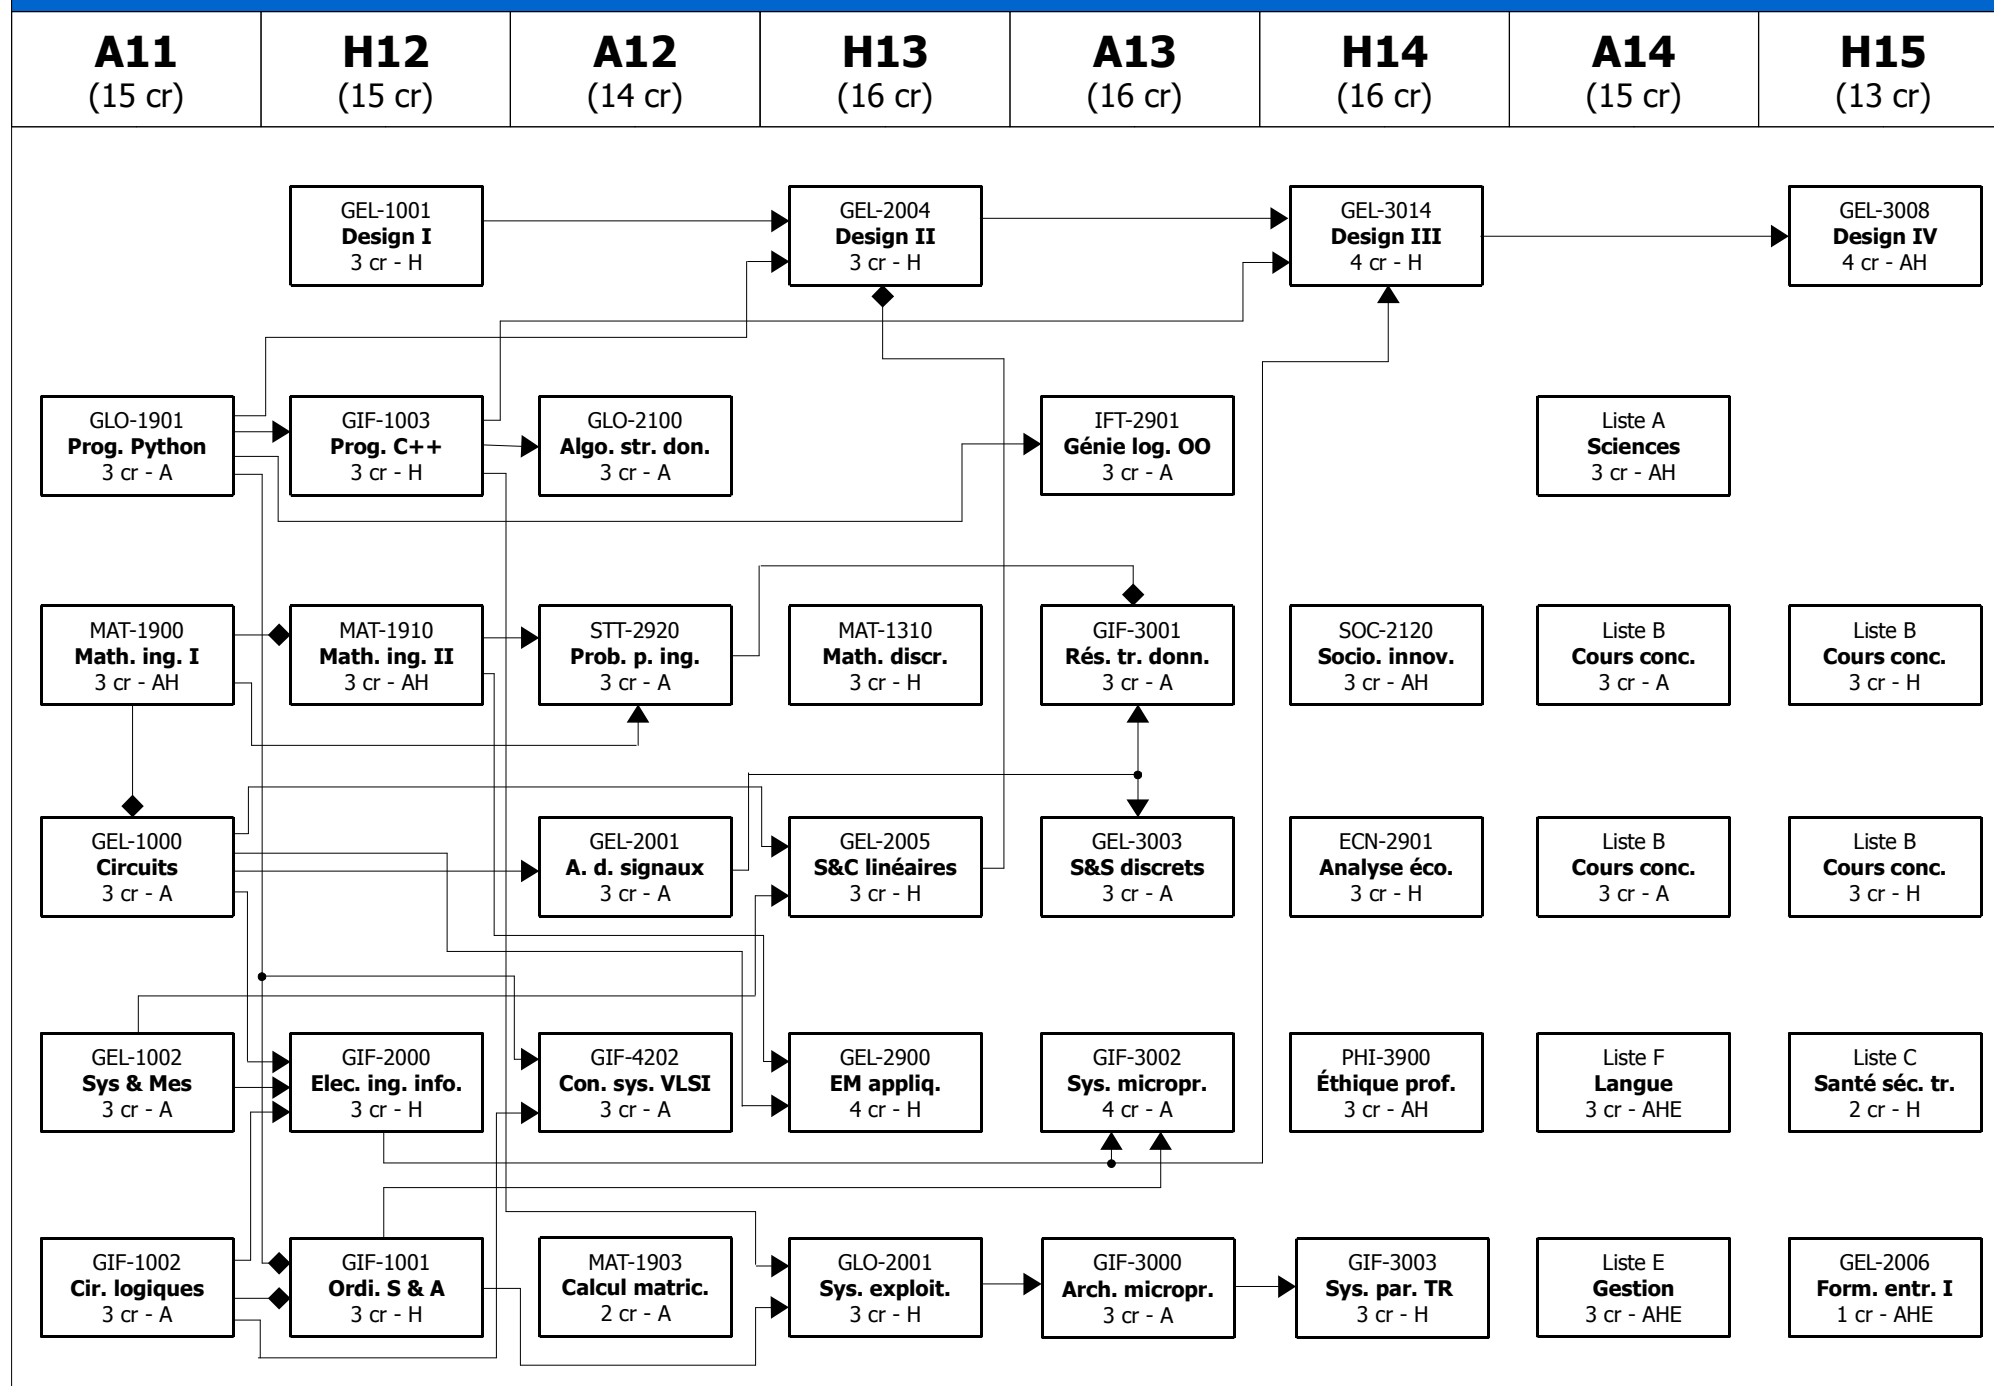 A11
(15 cr)
H12
(15 cr)
A12
(14 cr)
H13
(16 cr)
A13
(16 cr)
H14
(16 cr)
A14
(15 cr)
H15
(13 cr)
GEL-1001
Design I
3 cr - H
GEL-2004
Design II
3 cr - H
GEL-3014
Design III
4 cr - H
GEL-3008
Design IV
4 cr - AH
GLO-1901
Prog. Python
3 cr - A
GIF-1003
Prog. C++
3 cr - H
GLO-2100
Algo. str. don.
3 cr - A
IFT-2901
Génie log. OO
3 cr - A
Liste A
Sciences
3 cr - AH
MAT-1900
Math. ing. I
3 cr - AH
MAT-1910
Math. ing. II
3 cr - AH
STT-2920
Prob. p. ing.
3 cr - A
MAT-1310
Math. discr.
3 cr - H
GIF-3001
Rés. tr. donn.
3 cr - A
SOC-2120
Socio. innov.
3 cr - AH
Liste B
Cours conc.
3 cr - A
Liste B
Cours conc.
3 cr - H
GEL-1000
Circuits
3 cr - A
GEL-2001
A. d. signaux
3 cr - A
GEL-2005
S&C linéaires
3 cr - H
GEL-3003
S&S discrets
3 cr - A
ECN-2901
Analyse éco.
3 cr - H
Liste B
Cours conc.
3 cr - A
Liste B
Cours conc.
3 cr - H
GEL-1002
Sys & Mes
3 cr - A
GIF-2000
Elec. ing. info.
3 cr - H
GIF-4202
Con. sys. VLSI
3 cr - A
GEL-2900
EM appliq.
4 cr - H
GIF-3002
Sys. micropr.
4 cr - A
PHI-3900
Éthique prof.
3 cr - AH
Liste F
Langue
3 cr - AHE
Liste C
Santé séc. tr.
2 cr - H
GIF-1002
Cir. logiques
3 cr - A
GIF-1001
Ordi. S & A
3 cr - H
MAT-1903
Calcul matric.
2 cr - A
GLO-2001
Sys. exploit.
3 cr - H
GIF-3000
Arch. micropr.
3 cr - A
GIF-3003
Sys. par. TR
3 cr - H
Liste E
Gestion
3 cr - AHE
GEL-2006
Form. entr. I
1 cr - AHE